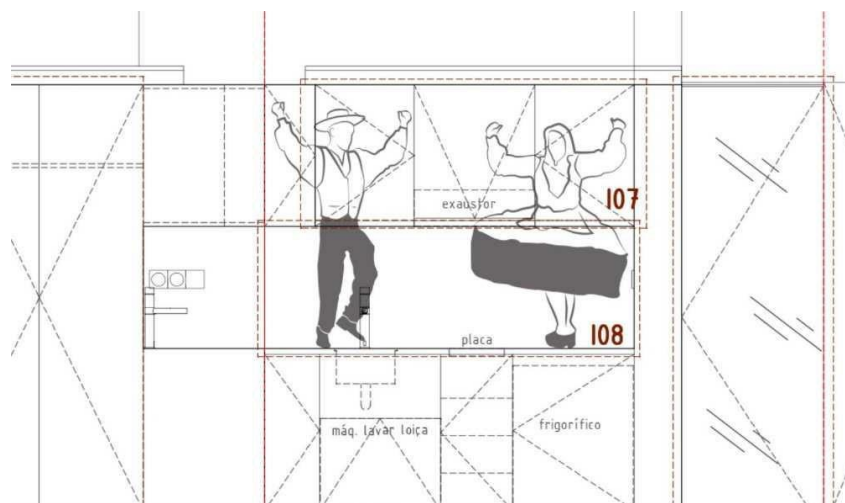 exaustor
107
placa
108
máq. lavar loiça
frigorífico